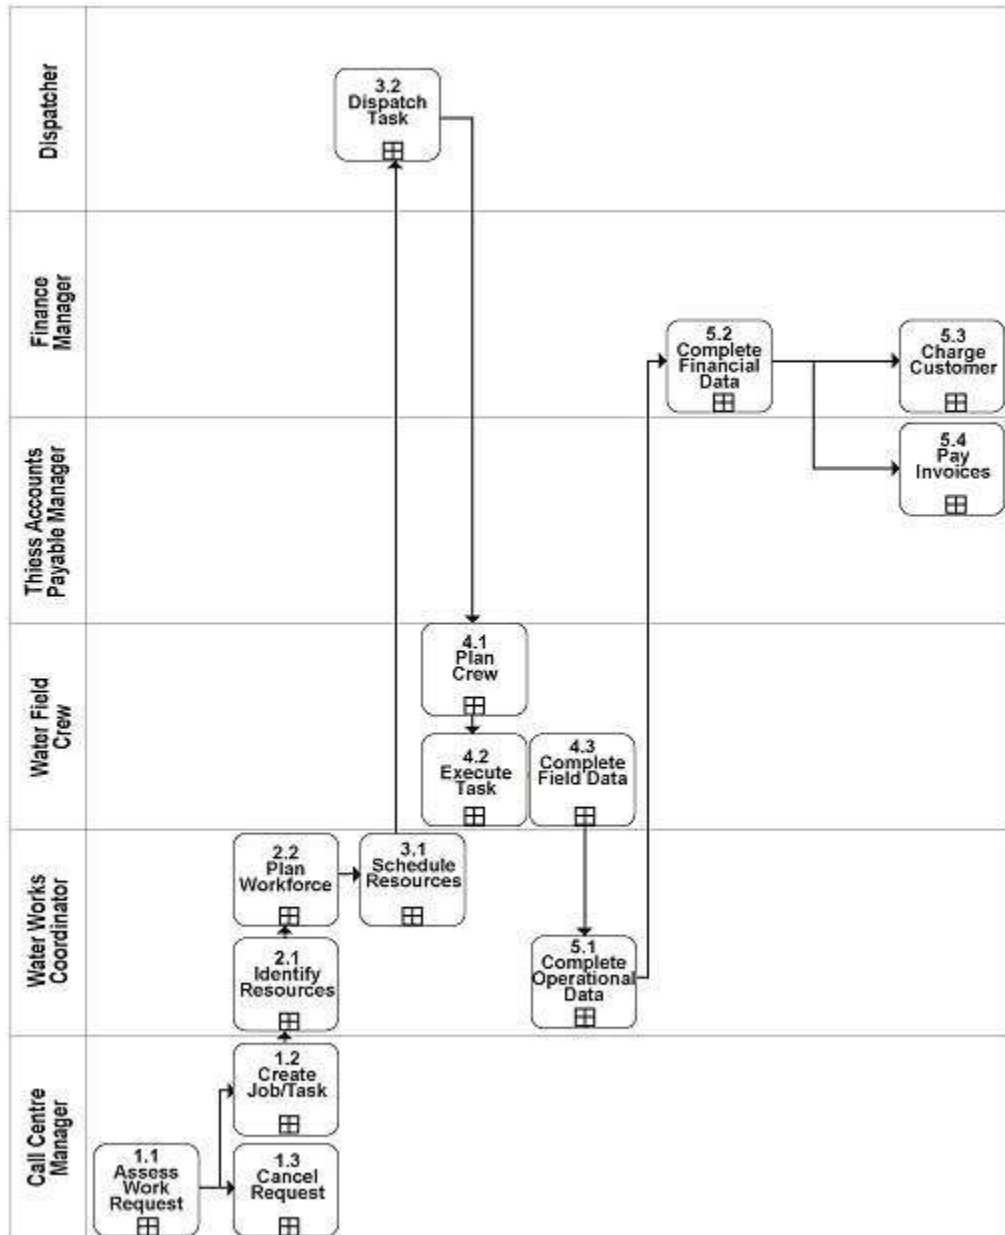 Dispatcher
3.2
Dispatch
Task
Finance
Manager
5.2
Complete
Financial
Data
5.3
Charge
Customer
Thiess Accounts
Payable Manager
5.4
Pay
Invoices
Water Field
Crew
4.1
Plan
Crew
4.2
Execute
Task
4.3
Complete
Field Data
Water Works
Coordinator
2.2
Plan
Workforce
3.1
Schedule
Resources
2.1
Identify
Resources
5.1
Complete
Operational
Data
Call Centre
Manager
1.2
Create
Job/Task
1.1
Assess
Work
Request
1.3
Cancel
Request